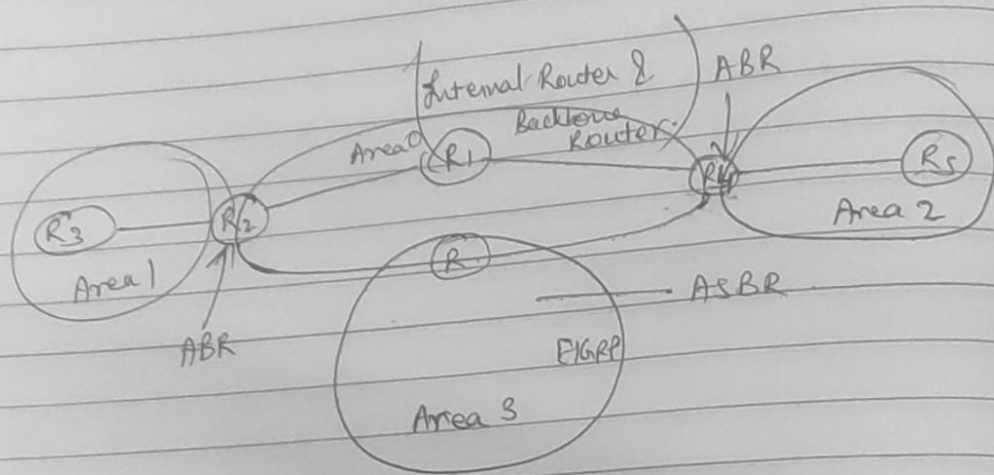 Internal Router &
Backbone
Router
ABR
Area 0
R1
R3
R2
R4
R5
Area 1
Area 2
R
ASBR
ABR
EIGRP
Area 3